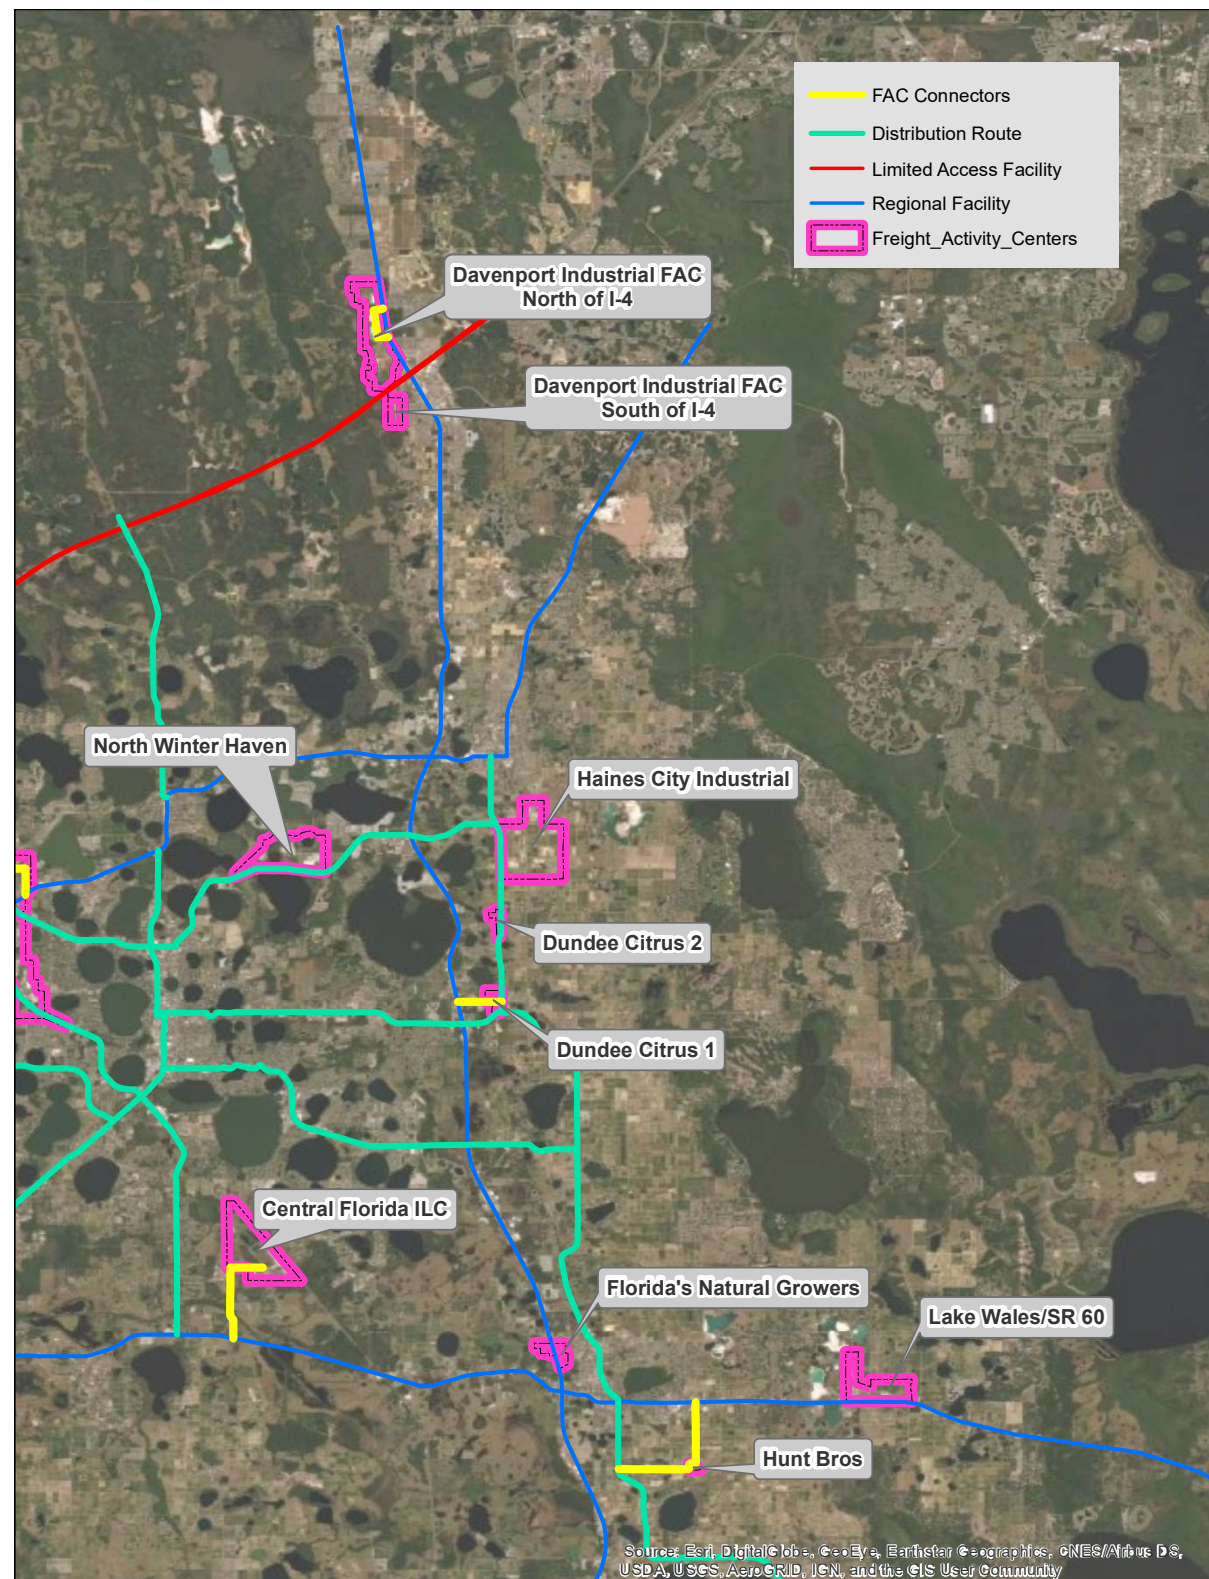 FAC Connectors
Distribution Route
Limited Access Facility
Regional Facility
Freight_Activity_Centers
Davenport Industrial FAC
North of I-4
Davenport Industrial FAC
South of I-4
North Winter Haven
Haines City Industrial
Dundee Citrus 2
Dundee Citrus 1
Central Florida ILC
Florida's Natural Growers
Lake Wales/SR 60
Hunt Bros
Source: Esri, DigitalGlobe, GeoEye, Earthstar Geographics, CNES/Airbus DS,
USDA, USGS, AeroGRID, IGN, and the GIS User Community